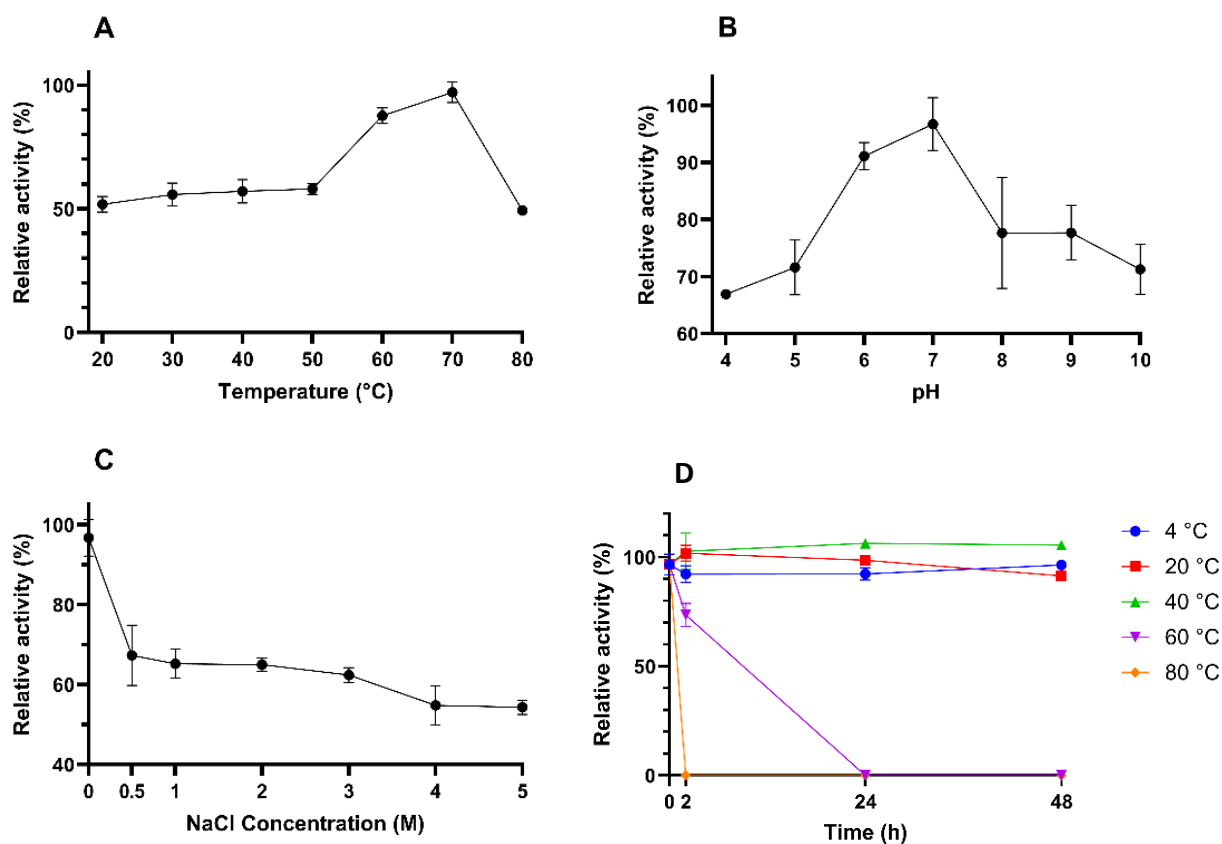 A
Relative activity (%)
100
50
0
20 30 40 50 60 70 80
Temperature (°C)
B
Relative activity (%)
100
90
80
70
60
4 5 6 7 8 9 10
pH
C
Relative activity (%)
100
80
60
40
0 0.5 1 2 3 4 5
NaCl Concentration (M)
D
Relative activity (%)
100
50
0
0 2 24 48
Time (h)
4 °C
20 °C
40 °C
60 °C
80 °C